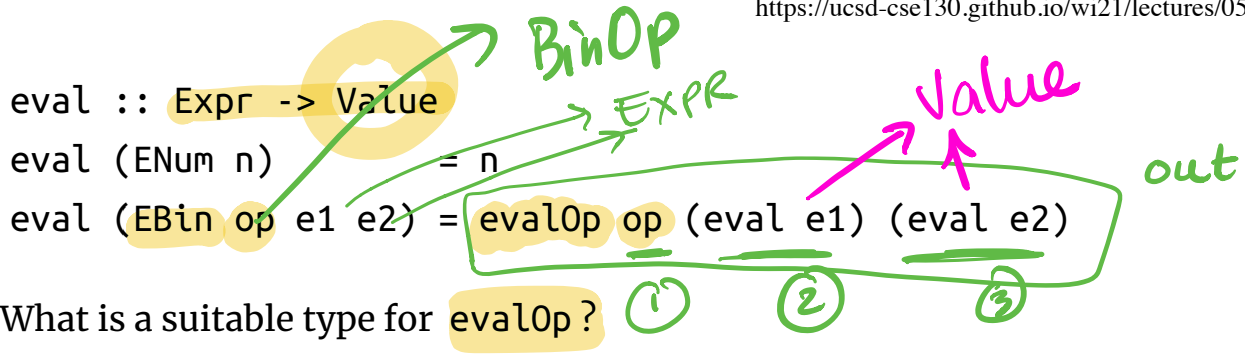 https://ucsd-cse130.github.io/wi21/lectures/05
BinOp
eval :: Expr -> Value
EXPR
Value
eval (ENum n) = n
out
eval (EBin op e1 e2) = evalOp op (eval e1) (eval e2)
1 2 3
What is a suitable type for evalOp?